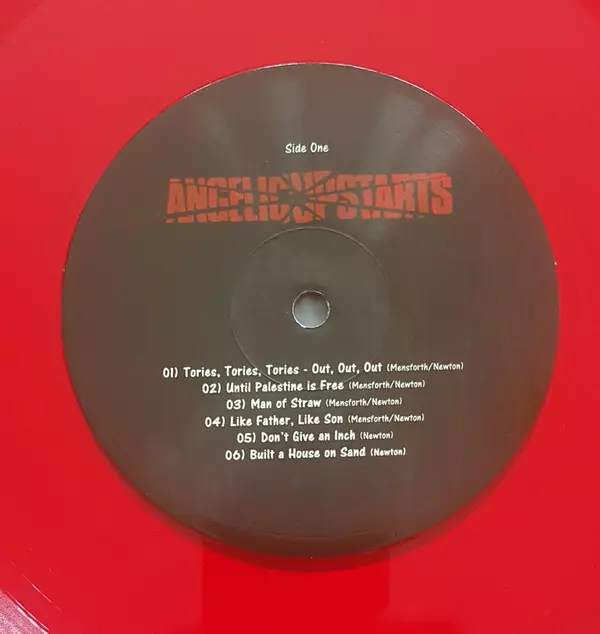 Side One
ANGELIC UPSTARTS
01) Tories, Tories, Tories - Out, Out, Out (Mensforth/Newton)
02) Until Palestine is Free (Mensforth/Newton)
03) Man of Straw (Mensforth/Newton)
04) Like Father, Like Son (Mensforth/Newton)
05) Don't Give an Inch (Newton)
06) Built a House on Sand (Newton)